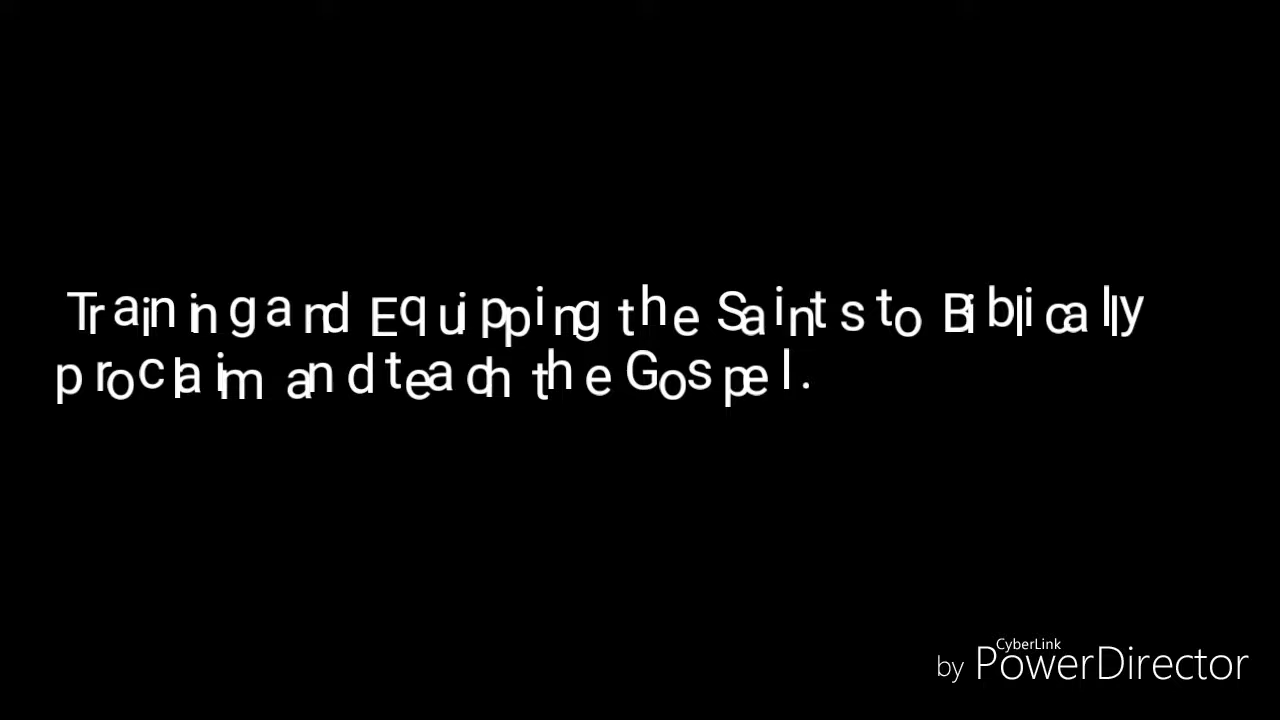 Training and Equipping the Saints to Biblically
proclaim and teach the Gospel.
CyberLink
by PowerDirector